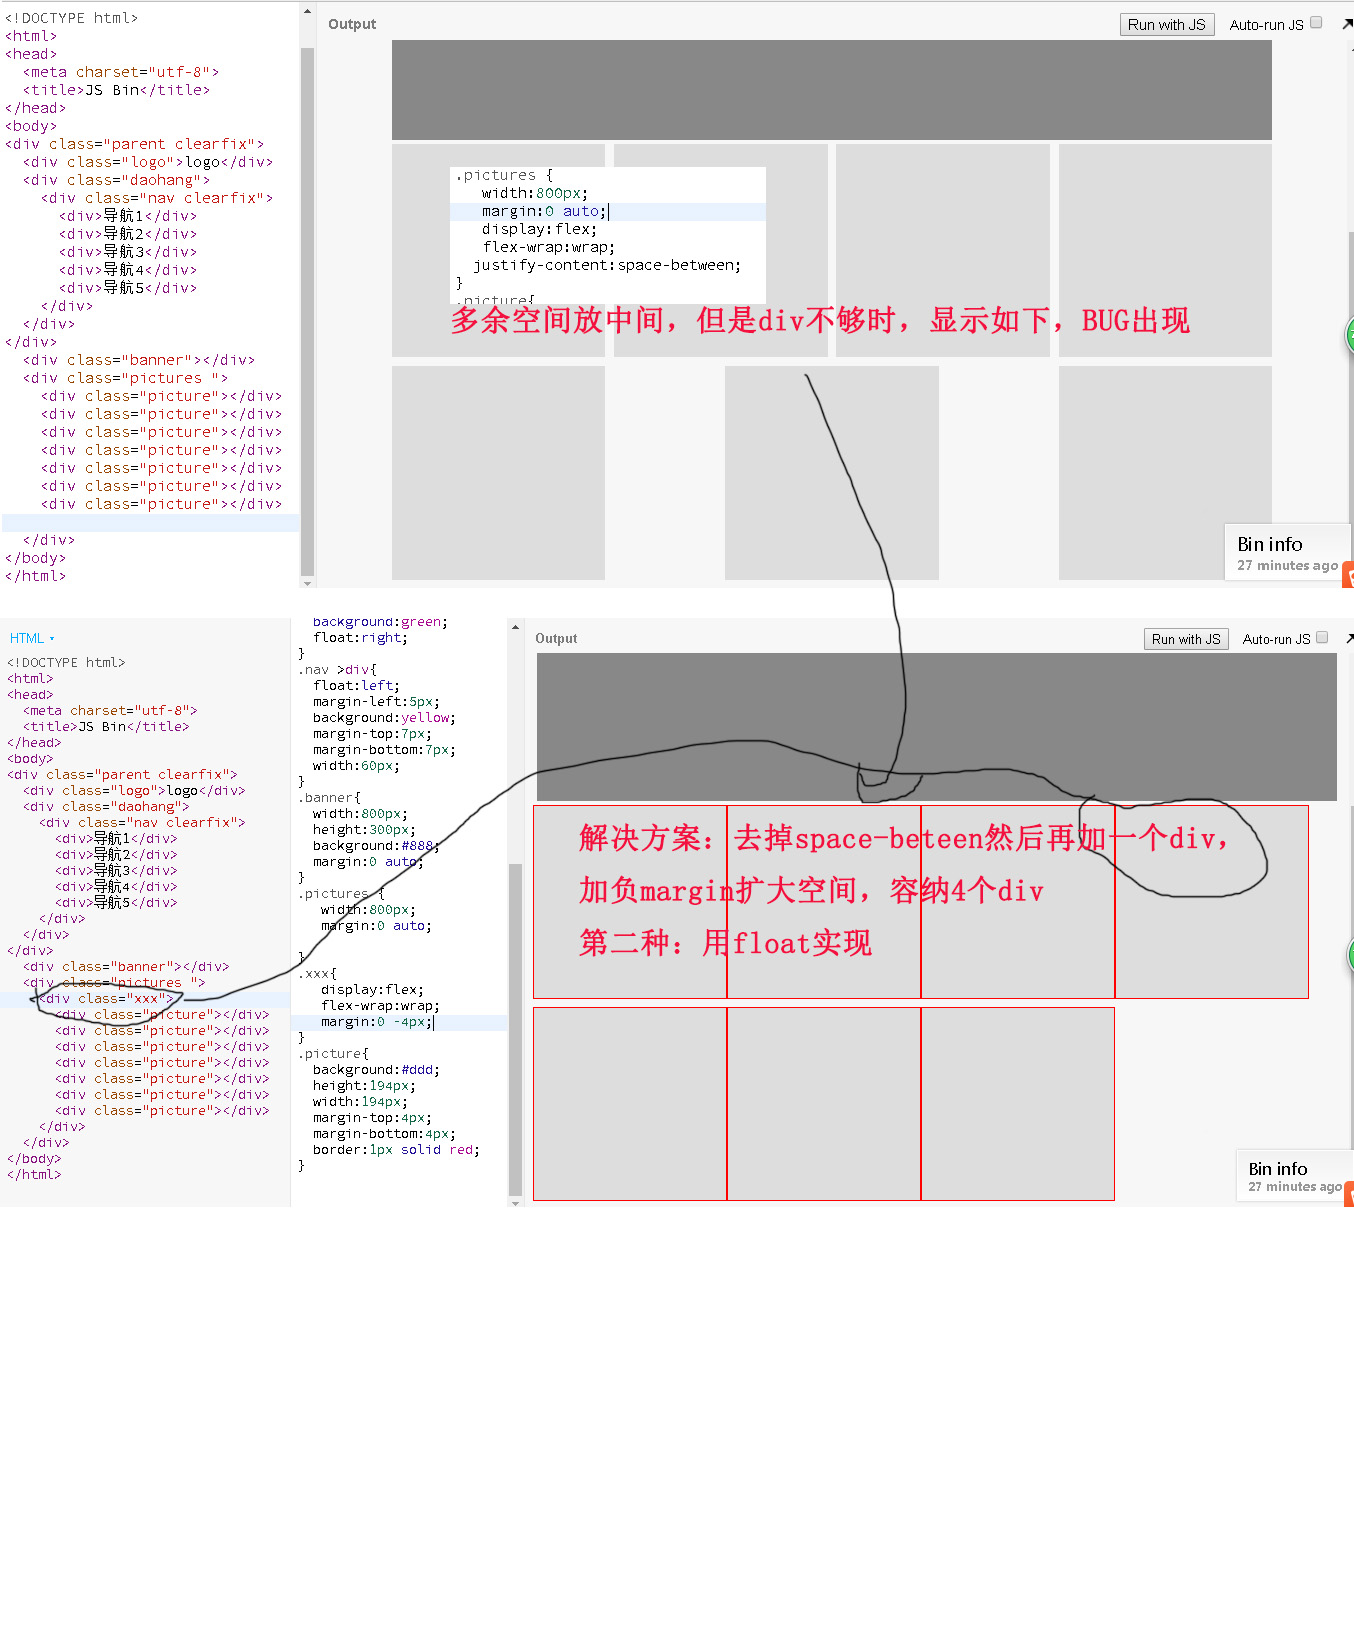 <!DOCTYPE html>
<html>
<head>
<meta charset="utf-8">
<title>JS Bin</title>
</head>
<body>
<div class="parent clearfix">
<div class="logo">logo</div>
<div class="daohang">
<div class="nav clearfix">
<div>导航1</div>
<div>导航2</div>
<div>导航3</div>
<div>导航4</div>
<div>导航5</div>
</div>
</div>
</div>
<div class="banner"></div>
<div class="pictures ">
<div class="picture"></div>
<div class="picture"></div>
<div class="picture"></div>
<div class="picture"></div>
<div class="picture"></div>
<div class="picture"></div>
<div class="picture"></div>
</div>
</body>
</html>
Output
Run with JS
Auto-run JS
.pictures {
width:800px;
margin:0 auto;
display:flex;
flex-wrap:wrap;
justify-content:space-between;
}
.picture{
多余空间放中间，但是div不够时，显示如下，BUG出现
Bin info
27 minutes ago
HTML
<!DOCTYPE html>
<html>
<head>
<meta charset="utf-8">
<title>JS Bin</title>
</head>
<body>
<div class="parent clearfix">
<div class="logo">logo</div>
<div class="daohang">
<div class="nav clearfix">
<div>导航1</div>
<div>导航2</div>
<div>导航3</div>
<div>导航4</div>
<div>导航5</div>
</div>
</div>
</div>
<div class="banner"></div>
<div class="pictures ">
<div class="xxx">
<div class="picture"></div>
<div class="picture"></div>
<div class="picture"></div>
<div class="picture"></div>
<div class="picture"></div>
<div class="picture"></div>
<div class="picture"></div>
</div>
</div>
</body>
</html>
background:green;
float:right;
}
.nav >div{
float:left;
margin-left:5px;
background:yellow;
margin-top:7px;
margin-bottom:7px;
width:60px;
}
.banner{
width:800px;
height:300px;
background:#888;
margin:0 auto;
}
.pictures {
width:800px;
margin:0 auto;
}
.xxx{
display:flex;
flex-wrap:wrap;
margin:0 -4px;
}
.picture{
background:#ddd;
height:194px;
width:194px;
margin-top:4px;
margin-bottom:4px;
border:1px solid red;
}
Output
Run with JS
Auto-run JS
解决方案：去掉space-beteen然后再加一个div，
加负margin扩大空间，容纳4个div
第二种：用float实现
Bin info
27 minutes ago